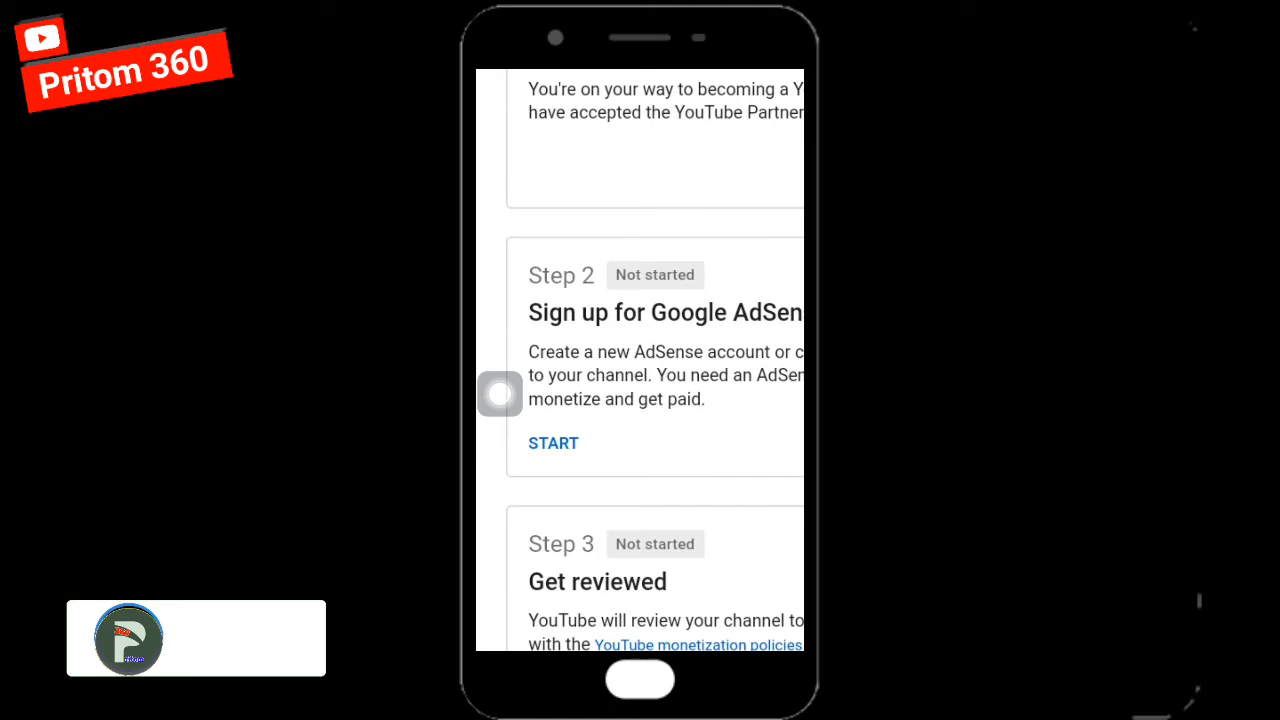 Pritom 360
You're on your way to becoming a Y
have accepted the YouTube Partner
Step 2 Not started
Sign up for Google AdSen
Create a new AdSense account or c
to your channel. You need an AdSen
monetize and get paid.
START
Step 3 Not started
Get reviewed
YouTube will review your channel to
with the YouTube monetization policies